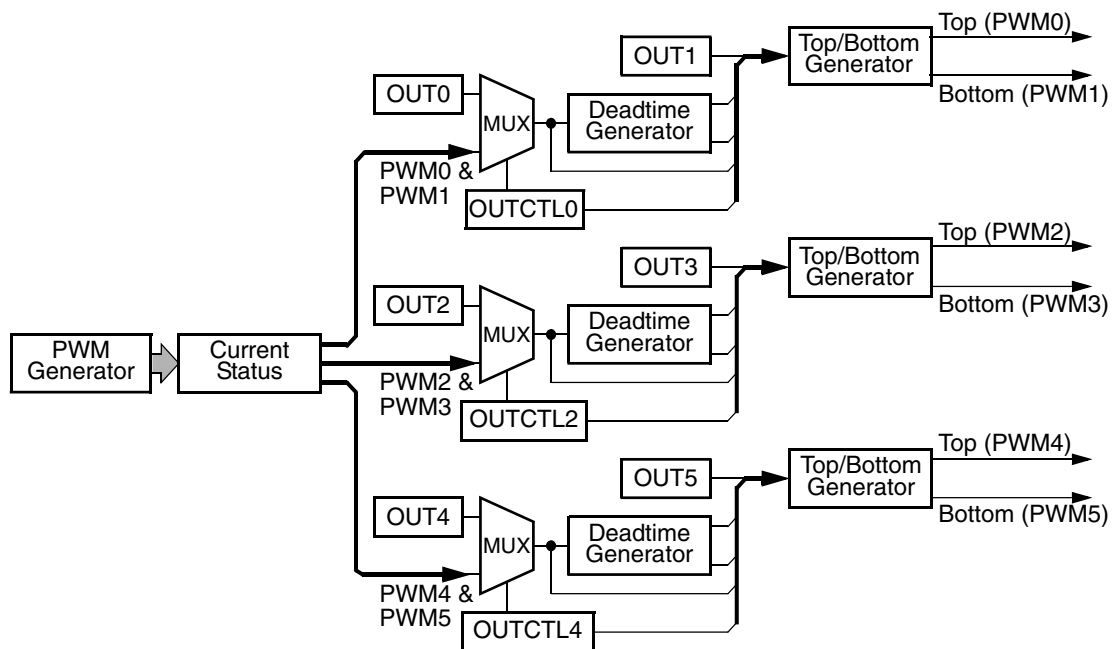 Top (PWM0)
OUT1
Top/Bottom
Generator
OUT0
Bottom (PWM1)
MUX
Deadtime
Generator
PWM0 &
PWM1
OUTCTL0
Top (PWM2)
OUT3
Top/Bottom
Generator
OUT2
Bottom (PWM3)
MUX
Deadtime
Generator
PWM
Generator
Current
Status
PWM2 &
PWM3
OUTCTL2
Top (PWM4)
OUT5
Top/Bottom
Generator
OUT4
Bottom (PWM5)
MUX
Deadtime
Generator
PWM4 &
PWM5
OUTCTL4